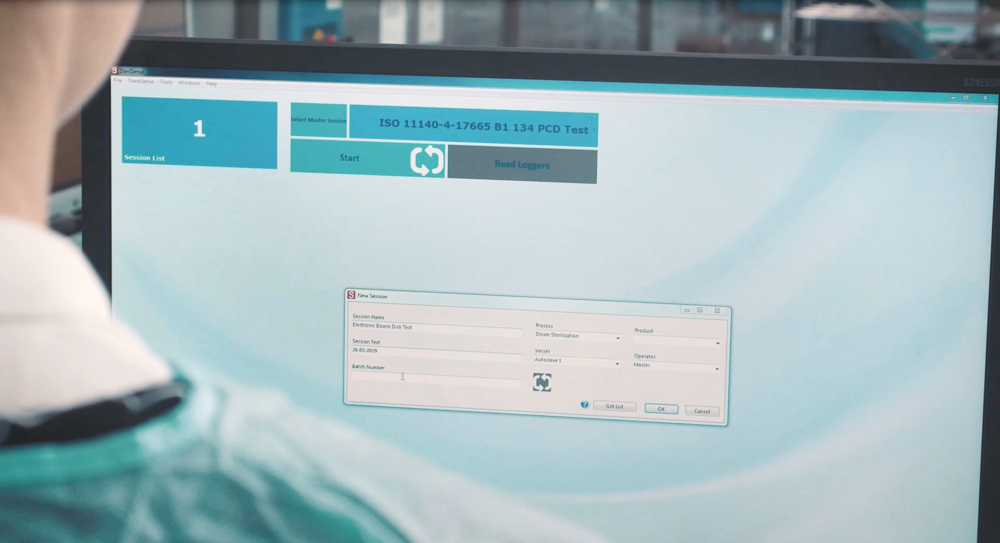 S24E650
S SteriSense
File TrackSense Tools Windows Help
1
Session List
Select Master Session
ISO 11140-4-17665 B1 134 PCD Test
Start
Read Loggers
S New Session
Session Name
Electronic Bowie Dick Test
Session Text
26-03-2019
Batch Number
Process
Steam Sterilization
Vessel
Autoclave 1
Product
Operator
Master
?
Get List
OK
Cancel